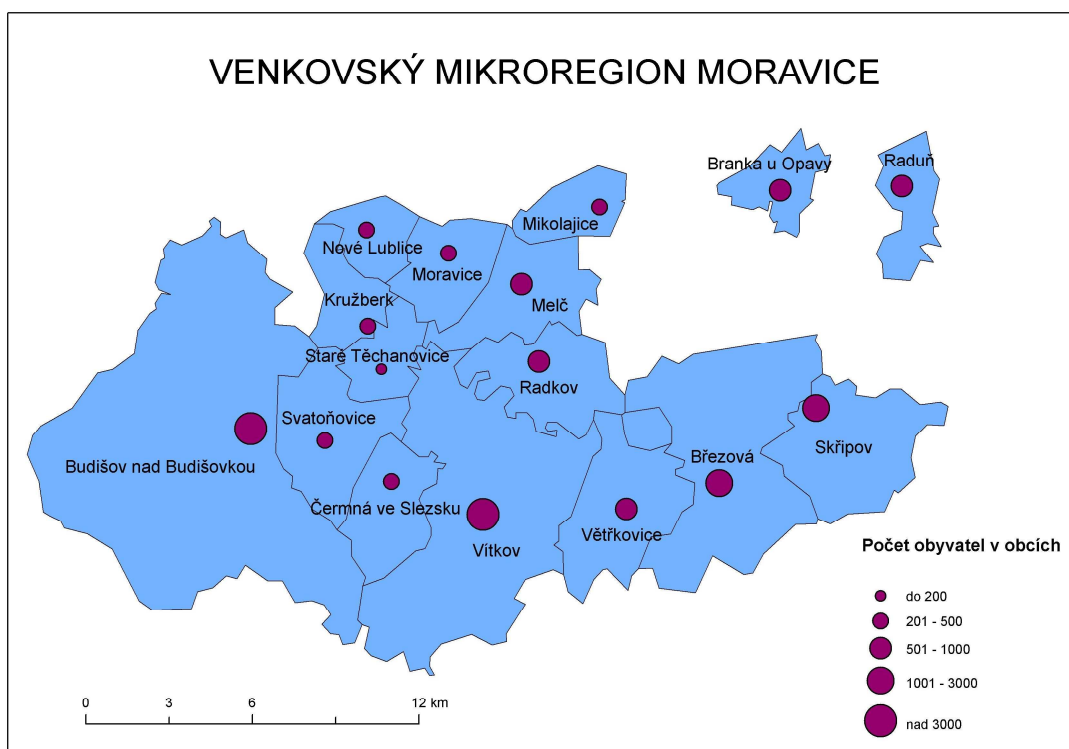 VENKOVSKÝ MIKROREGION MORAVICE
Branka u Opavy
Raduň
Mikolajice
Nové Lublice
Moravice
Melč
Kružberk
Staré Těchanovice
Radkov
Svatoňovice
Budišov nad Budišovkou
Čermná ve Slezsku
Vítkov
Větřkovice
Březová
Skřipov
Počet obyvatel v obcích
do 200
201 - 500
501 - 1000
1001 - 3000
nad 3000
0 3 6 12 km